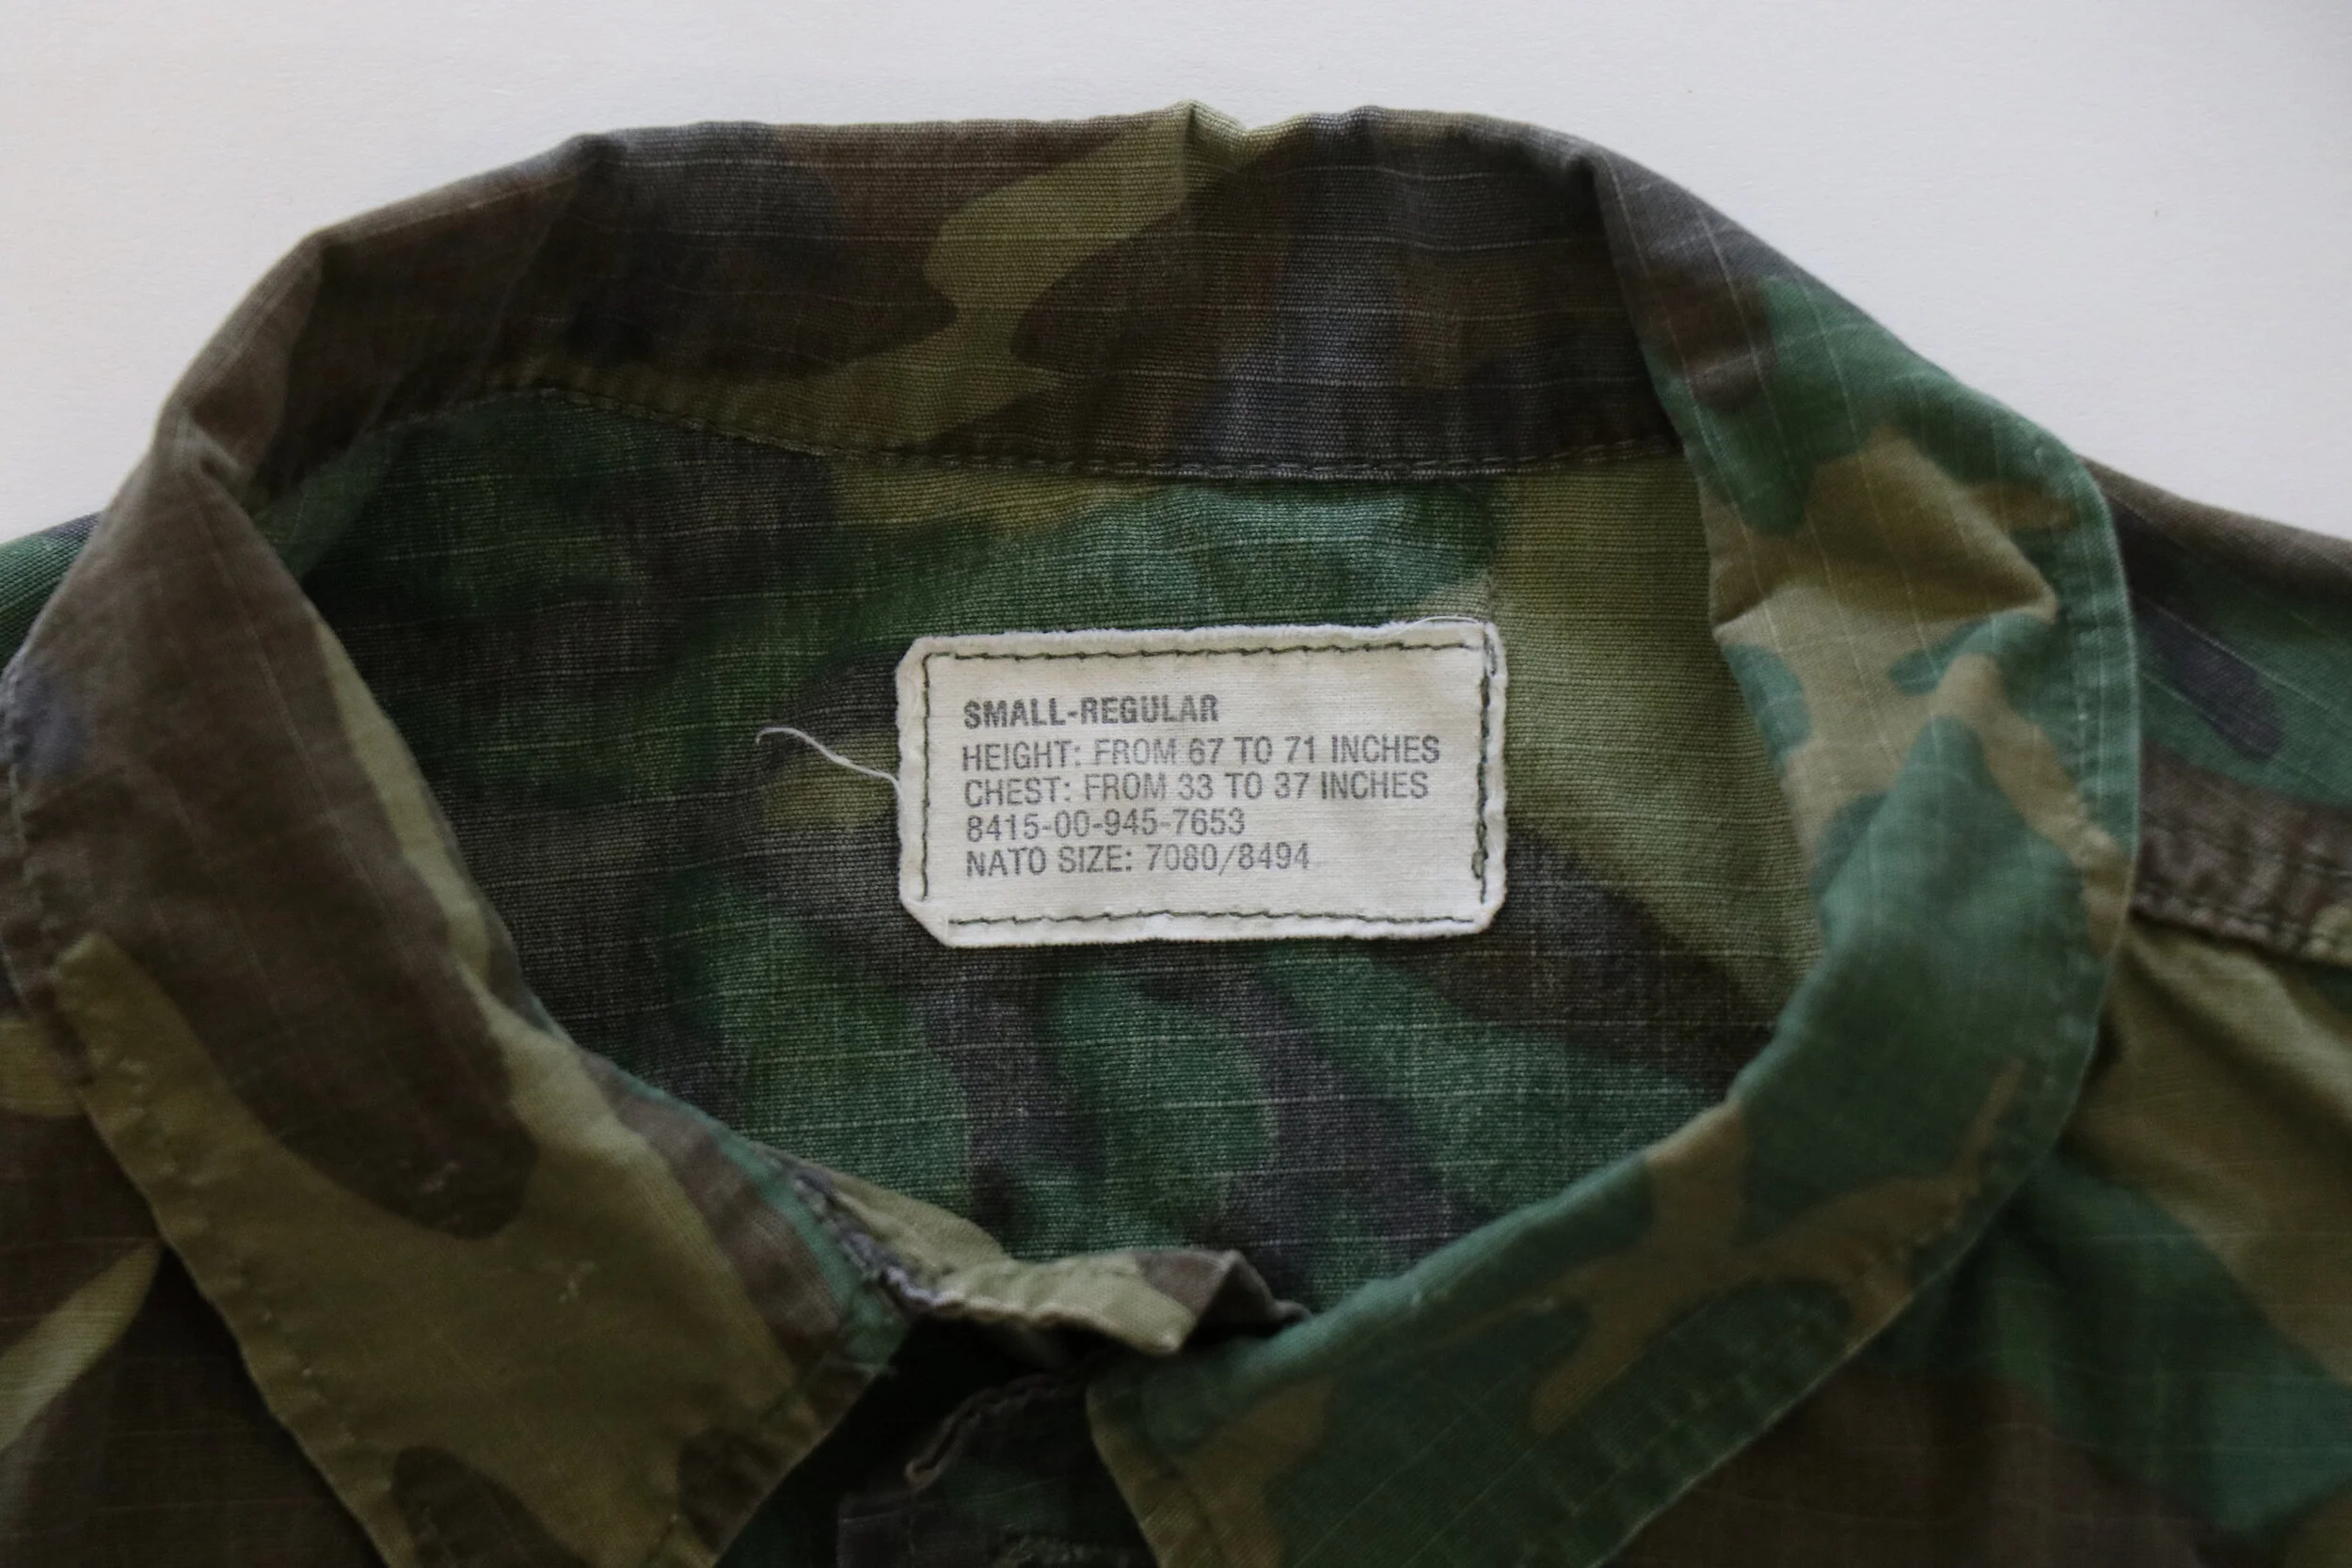 SMALL-REGULAR
HEIGHT: FROM 67 TO 71 INCHES
CHEST: FROM 33 TO 37 INCHES
8415-00-945-7653
NATO SIZE: 7080/8494